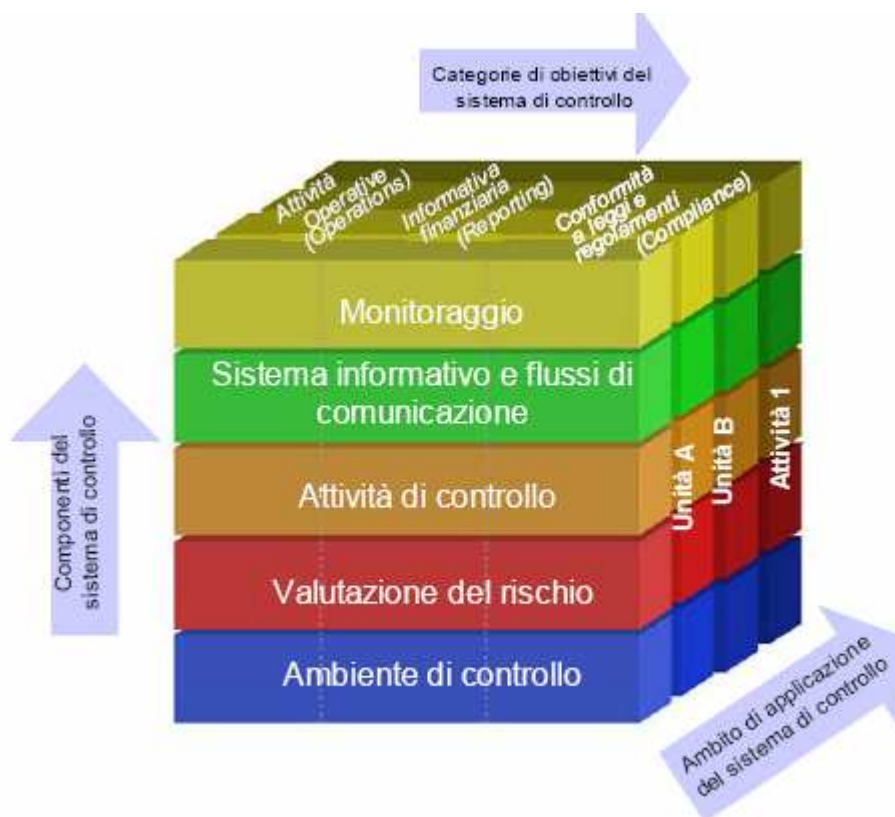 Categorie di obiettivi del
sistema di controllo
Attività
Operative
(Operations)
Informativa
finanziaria
(Reporting)
Conformità
a leggi e
regolamenti
(Compliance)
Monitoraggio
Sistema informativo e flussi di
comunicazione
Attività di controllo
Valutazione del rischio
Ambiente di controllo
Componenti del
sistema di controllo
Unità A
Unità B
Attività 1
Ambito di applicazione
del sistema di controllo